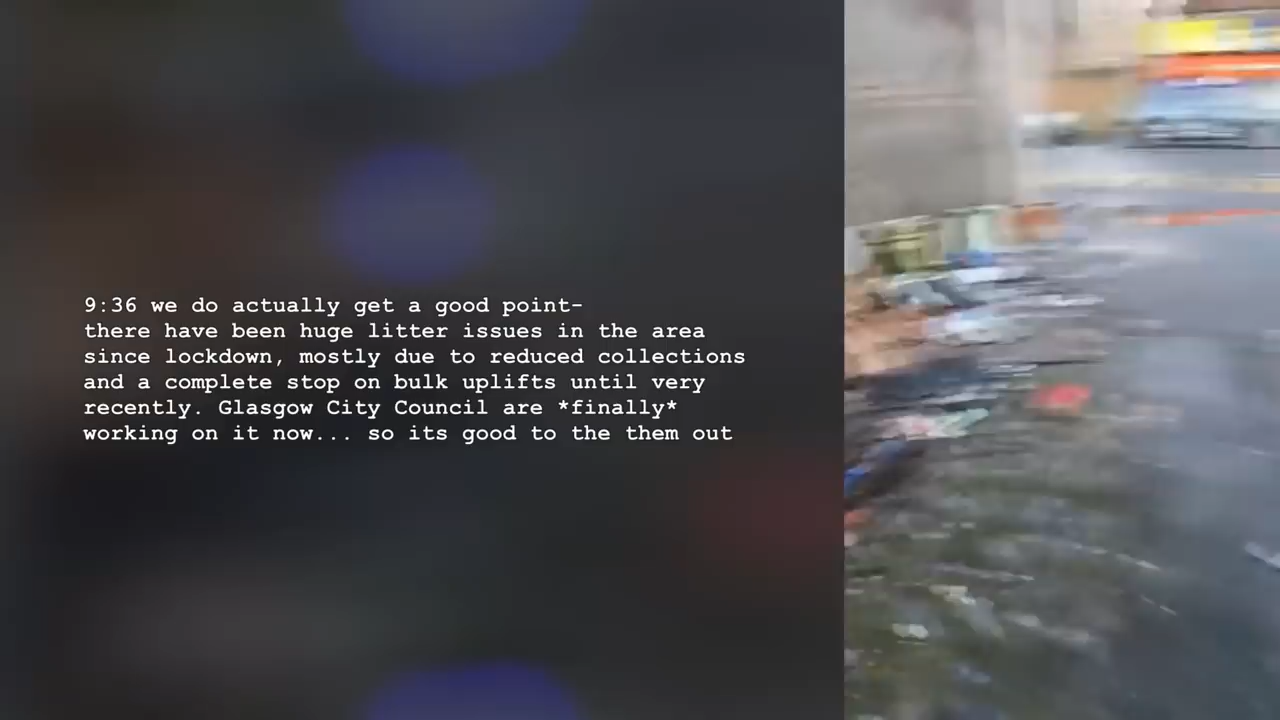 9:36 we do actually get a good point-
there have been huge litter issues in the area
since lockdown, mostly due to reduced collections
and a complete stop on bulk uplifts until very
recently. Glasgow City Council are *finally*
working on it now... so its good to the them out